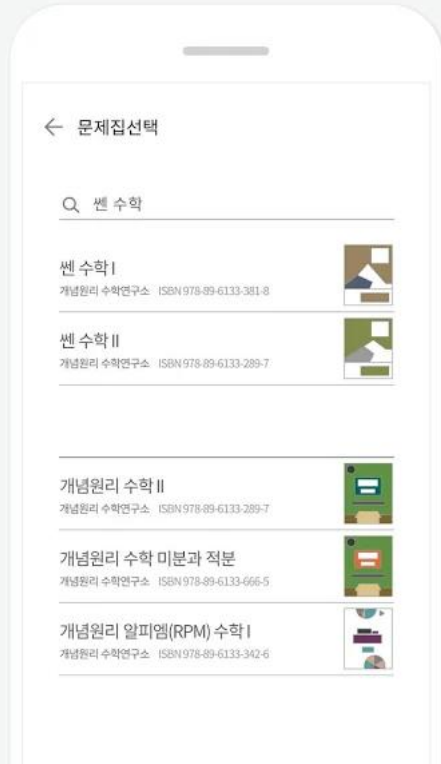 문제집선택
쎈 수학
쎈 수학 I
개념원리 수학연구소 ISBN 978-89-6133-381-8
쎈 수학 II
개념원리 수학연구소 ISBN 978-89-6133-289-7
개념원리 수학 II
개념원리 수학연구소 ISBN 978-89-6133-289-7
개념원리 수학 미분과 적분
개념원리 수학연구소 ISBN 978-89-6133-666-5
개념원리 알피엠(RPM) 수학 I
개념원리 수학연구소 ISBN 978-89-6133-342-6